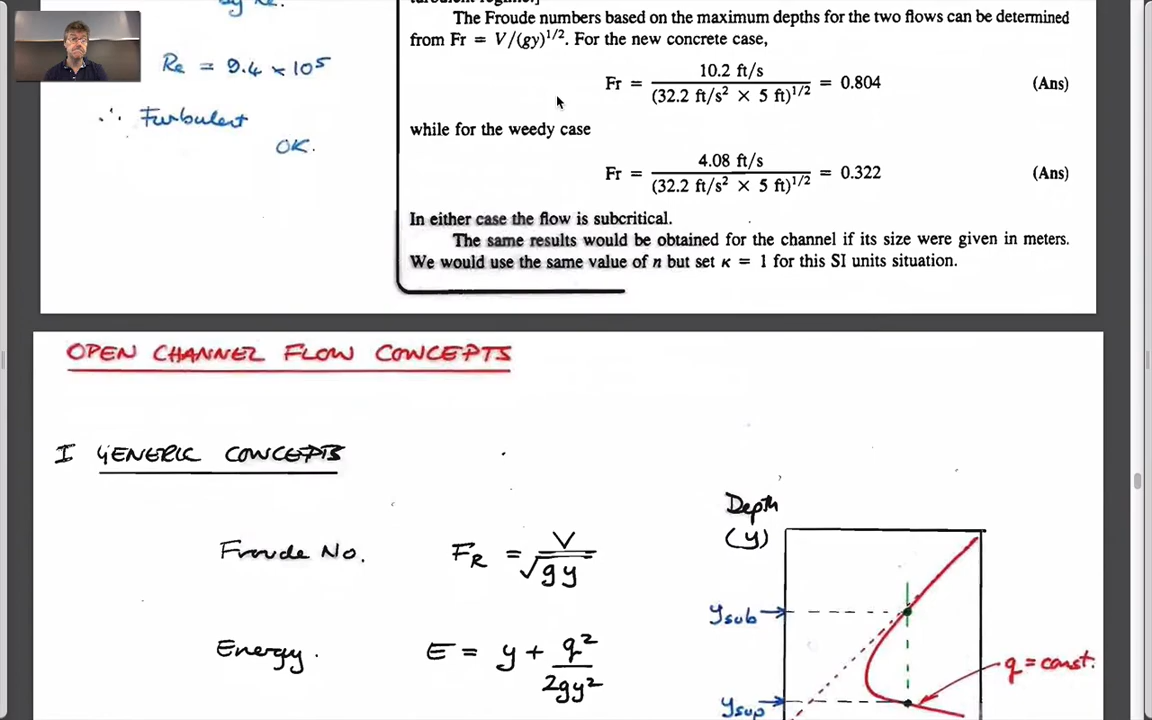 by Re.
Re = 9.4 × 10⁵
∴ Turbulent
OK.
The Froude numbers based on the maximum depths for the two flows can be determined
from Fr = V/(gy)^1/2. For the new concrete case,
Fr = 10.2 ft/s / (32.2 ft/s² × 5 ft)^1/2 = 0.804 (Ans)
while for the weedy case
Fr = 4.08 ft/s / (32.2 ft/s² × 5 ft)^1/2 = 0.322 (Ans)
In either case the flow is subcritical.
The same results would be obtained for the channel if its size were given in meters.
We would use the same value of n but set κ = 1 for this SI units situation.
OPEN CHANNEL FLOW CONCEPTS
I GENERIC CONCEPTS
Froude No. F_R = V / √gy
Energy. E = y + q² / 2gy²
Depth
(y)
ysub
q = const.
ysup